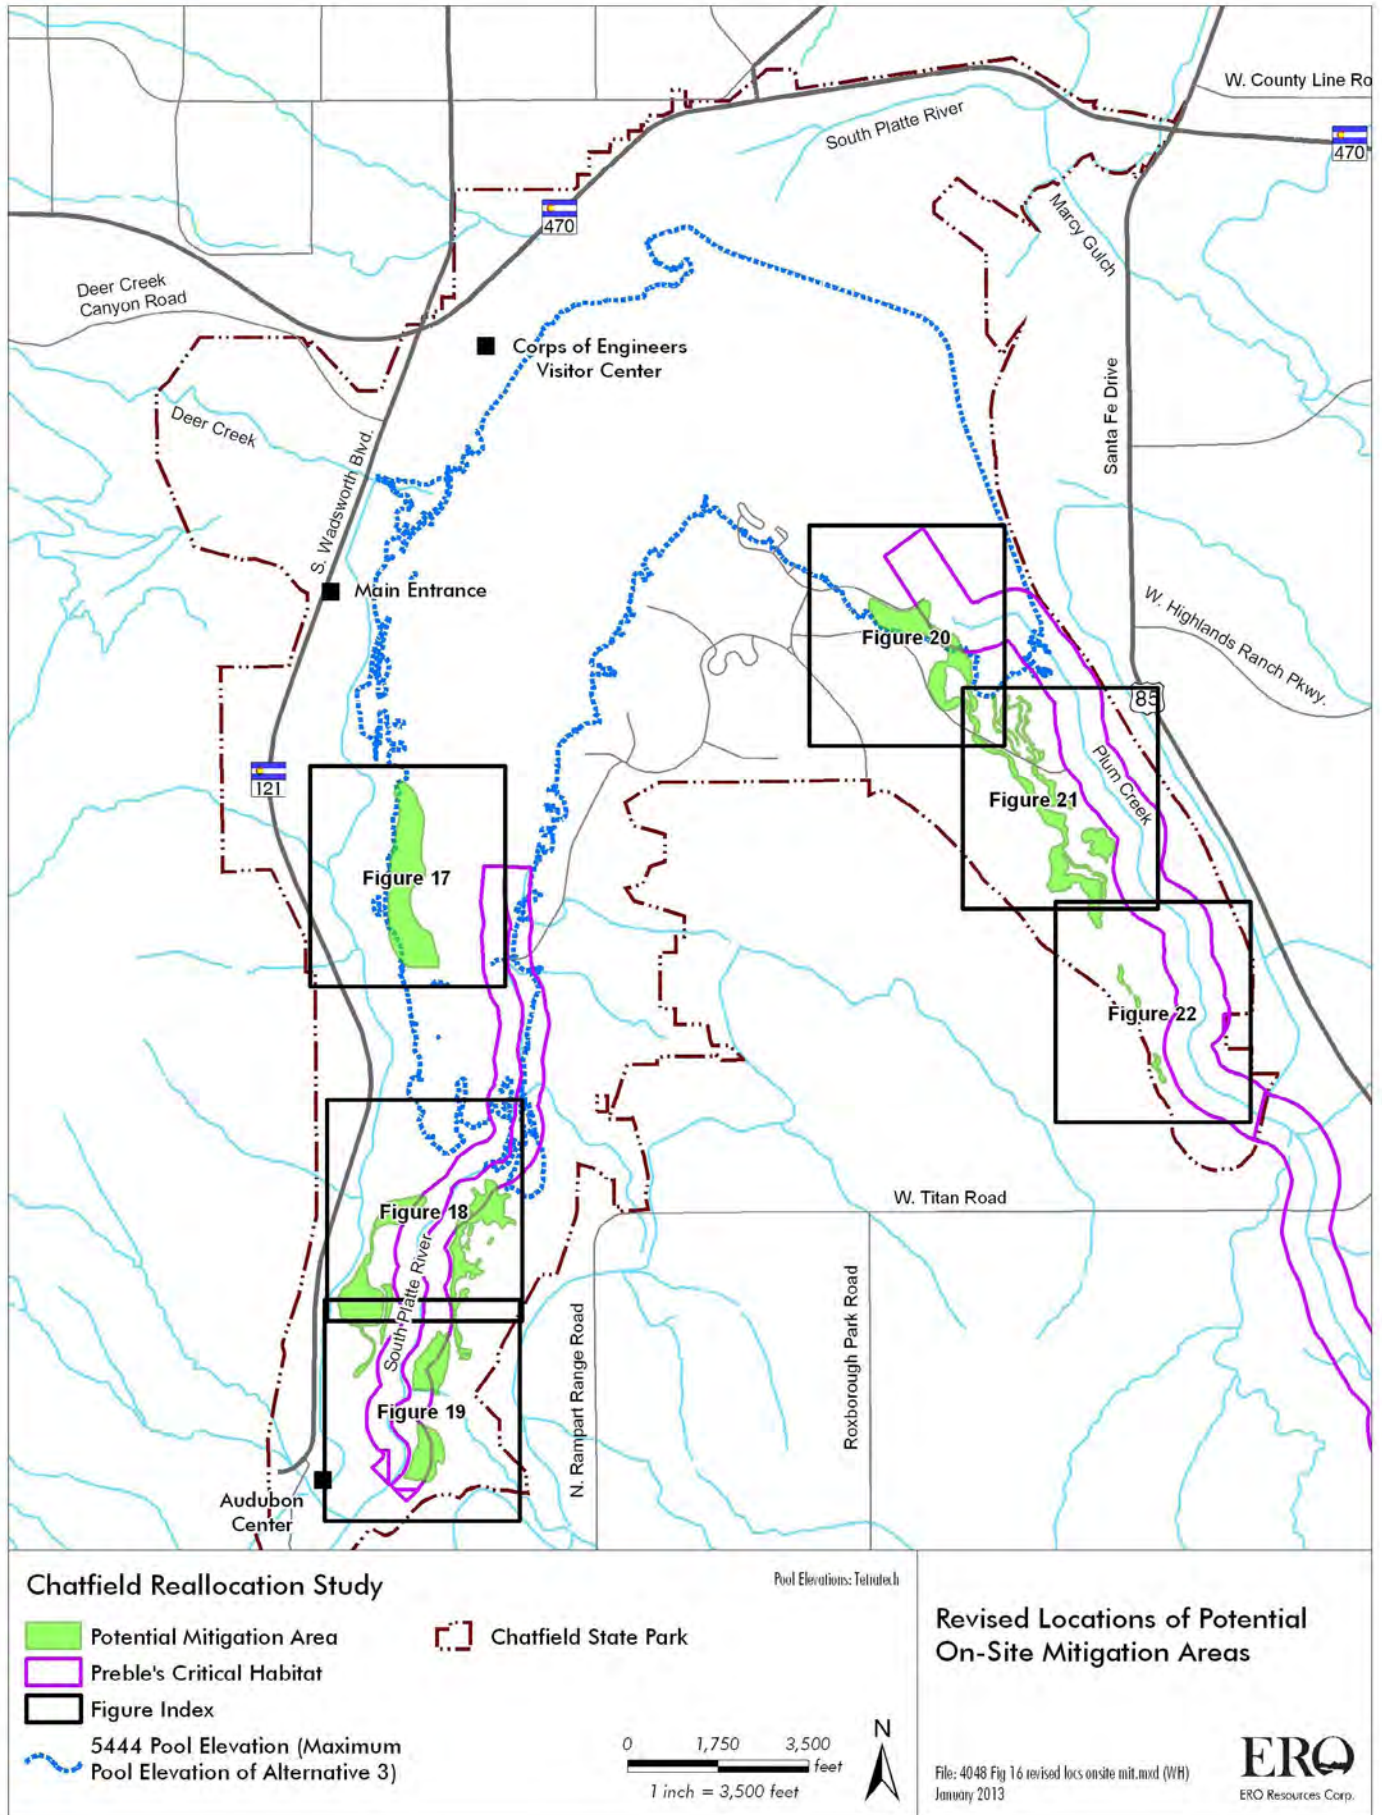 W. County Line Ro
South Platte River
470
470
Marcy Gulch
Deer Creek
Canyon Road
Corps of Engineers
Visitor Center
Santa Fe Drive
Deer Creek
S. Wadsworth Blvd.
Main Entrance
W. Highlands Ranch Pkwy.
Figure 20
85
121
Plum Creek
Figure 21
Figure 17
Figure 22
W. Titan Road
Figure 18
South Platte River
N. Rampart Range Road
Roxborough Park Road
Figure 19
Audubon
Center
Chatfield Reallocation Study
Pool Elevations: Tetratech
Potential Mitigation Area
Chatfield State Park
Preble's Critical Habitat
Figure Index
5444 Pool Elevation (Maximum
Pool Elevation of Alternative 3)
0 1,750 3,500
feet
1 inch = 3,500 feet
N
Revised Locations of Potential
On-Site Mitigation Areas
File: 4048 Fig 16 revised locs onsite mit.mxd (WH)
January 2013
ERO
ERO Resources Corp.